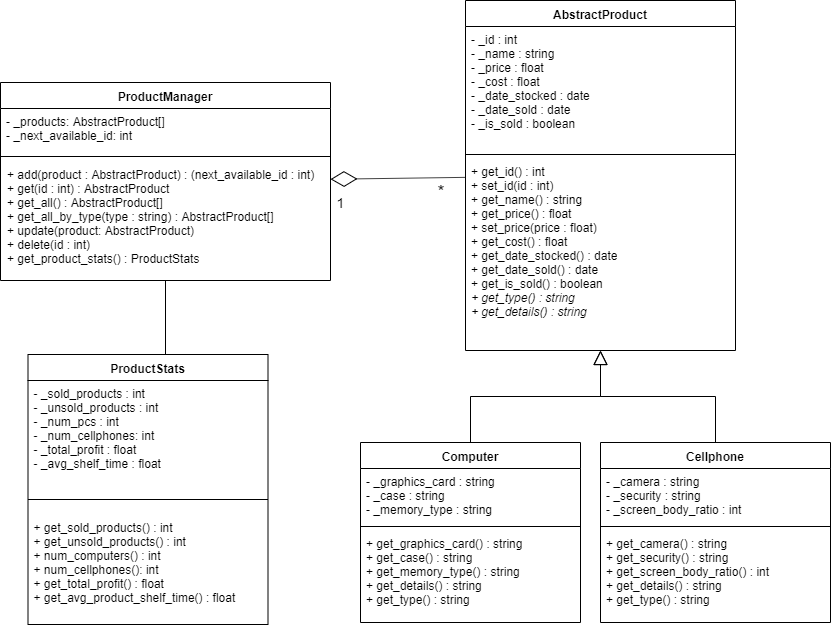 AbstractProduct
- _id : int
- _name : string
- _price : float
- _cost : float
- _date_stocked : date
- _date_sold : date
- _is_sold : boolean
+ get_id() : int
+ set_id(id : int)
+ get_name() : string
+ get_price() : float
+ set_price(price : float)
+ get_cost() : float
+ get_date_stocked() : date
+ get_date_sold() : date
+ get_is_sold() : boolean
+ get_type() : string
+ get_details() : string
ProductManager
- _products: AbstractProduct[]
- _next_available_id: int
+ add(product : AbstractProduct) : (next_available_id : int)
+ get(id : int) : AbstractProduct
+ get_all() : AbstractProduct[]
+ get_all_by_type(type : string) : AbstractProduct[]
+ update(product: AbstractProduct)
+ delete(id : int)
+ get_product_stats() : ProductStats
1
*
ProductStats
- _sold_products : int
- _unsold_products : int
- _num_pcs : int
- _num_cellphones: int
- _total_profit : float
- _avg_shelf_time : float
+ get_sold_products() : int
+ get_unsold_products() : int
+ num_computers() : int
+ num_cellphones(): int
+ get_total_profit() : float
+ get_avg_product_shelf_time() : float
Computer
- _graphics_card : string
- _case : string
- _memory_type : string
+ get_graphics_card() : string
+ get_case() : string
+ get_memory_type() : string
+ get_details() : string
+ get_type() : string
Cellphone
- _camera : string
- _security : string
- _screen_body_ratio : int
+ get_camera() : string
+ get_security() : string
+ get_screen_body_ratio() : int
+ get_details() : string
+ get_type() : string